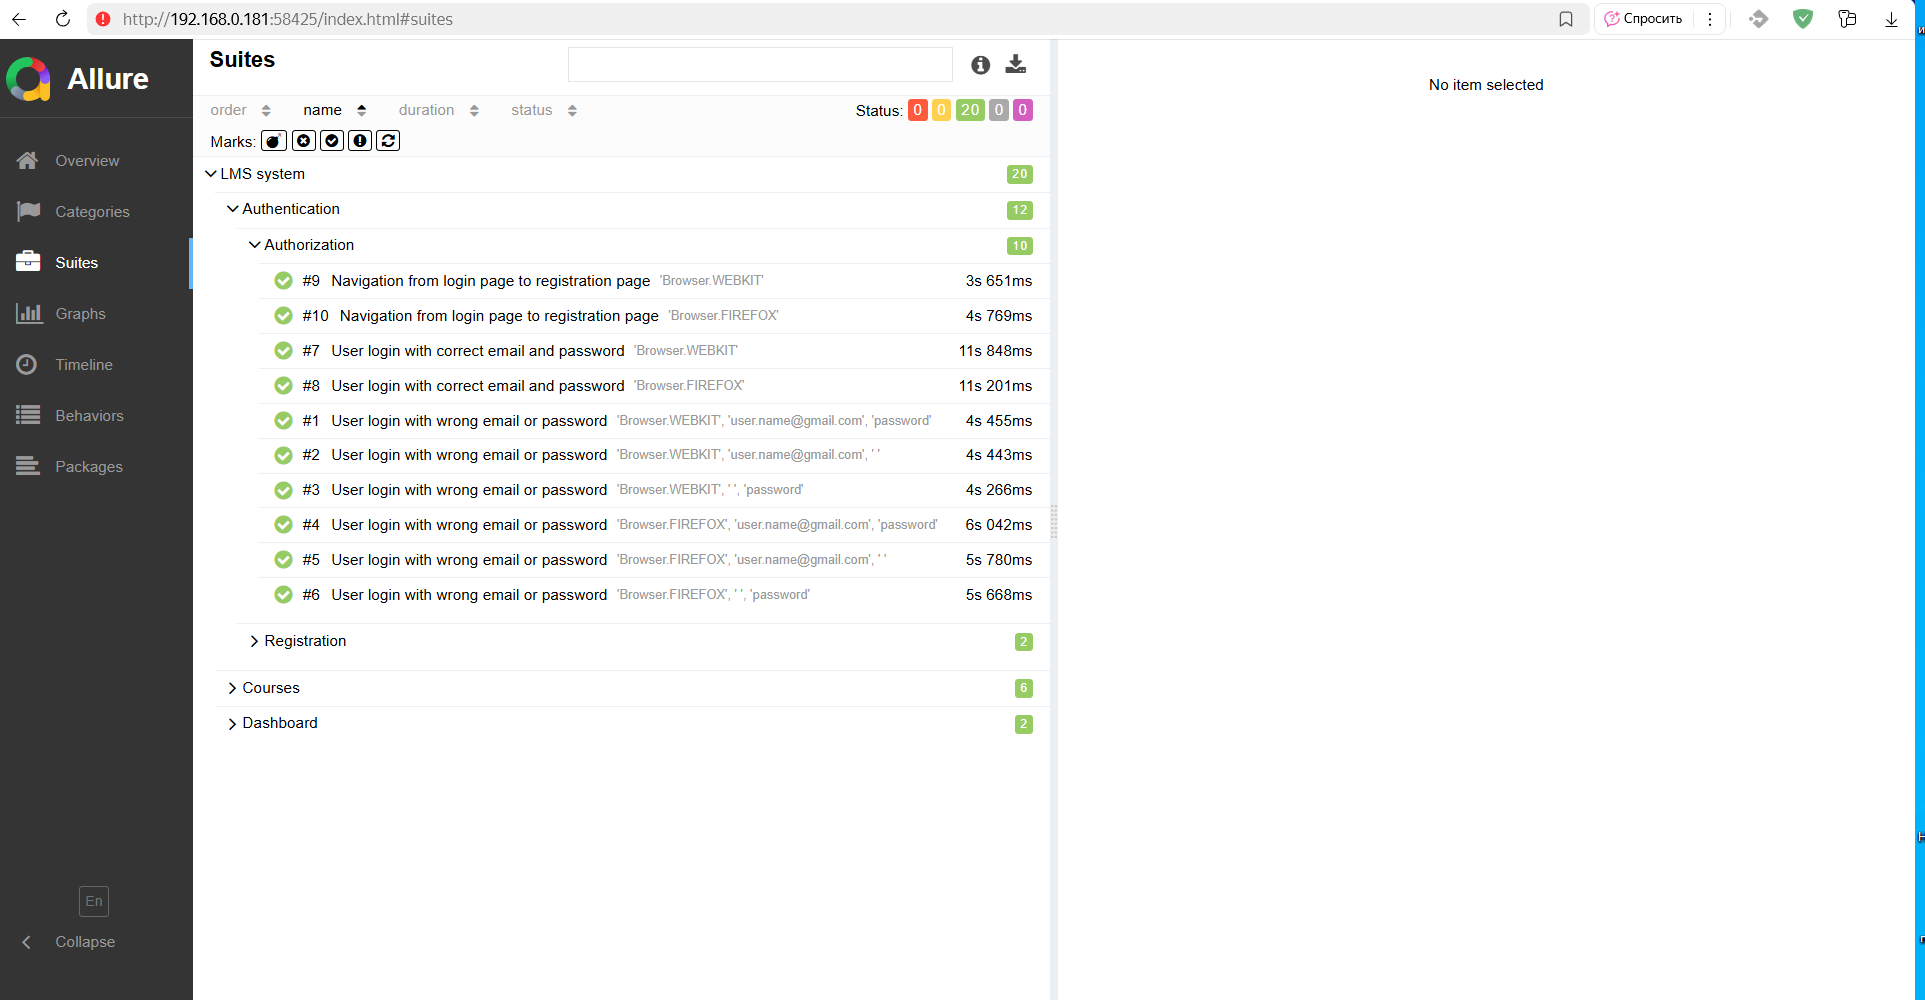 http://192.168.0.181:58425/index.html#suites
Спросить
Allure
Overview
Categories
Suites
Graphs
Timeline
Behaviors
Packages
En
Collapse
Suites
order name duration status Status: 0 0 20 0 0
Marks:
LMS system 20
Authentication 12
Authorization 10
#9 Navigation from login page to registration page 'Browser.WEBKIT' 3s 651ms
#10 Navigation from login page to registration page 'Browser.FIREFOX' 4s 769ms
#7 User login with correct email and password 'Browser.WEBKIT' 11s 848ms
#8 User login with correct email and password 'Browser.FIREFOX' 11s 201ms
#1 User login with wrong email or password 'Browser.WEBKIT', 'user.name@gmail.com', 'password' 4s 455ms
#2 User login with wrong email or password 'Browser.WEBKIT', 'user.name@gmail.com', ' ' 4s 443ms
#3 User login with wrong email or password 'Browser.WEBKIT', ' ', 'password' 4s 266ms
#4 User login with wrong email or password 'Browser.FIREFOX', 'user.name@gmail.com', 'password' 6s 042ms
#5 User login with wrong email or password 'Browser.FIREFOX', 'user.name@gmail.com', ' ' 5s 780ms
#6 User login with wrong email or password 'Browser.FIREFOX', ' ', 'password' 5s 668ms
Registration 2
Courses 6
Dashboard 2
No item selected